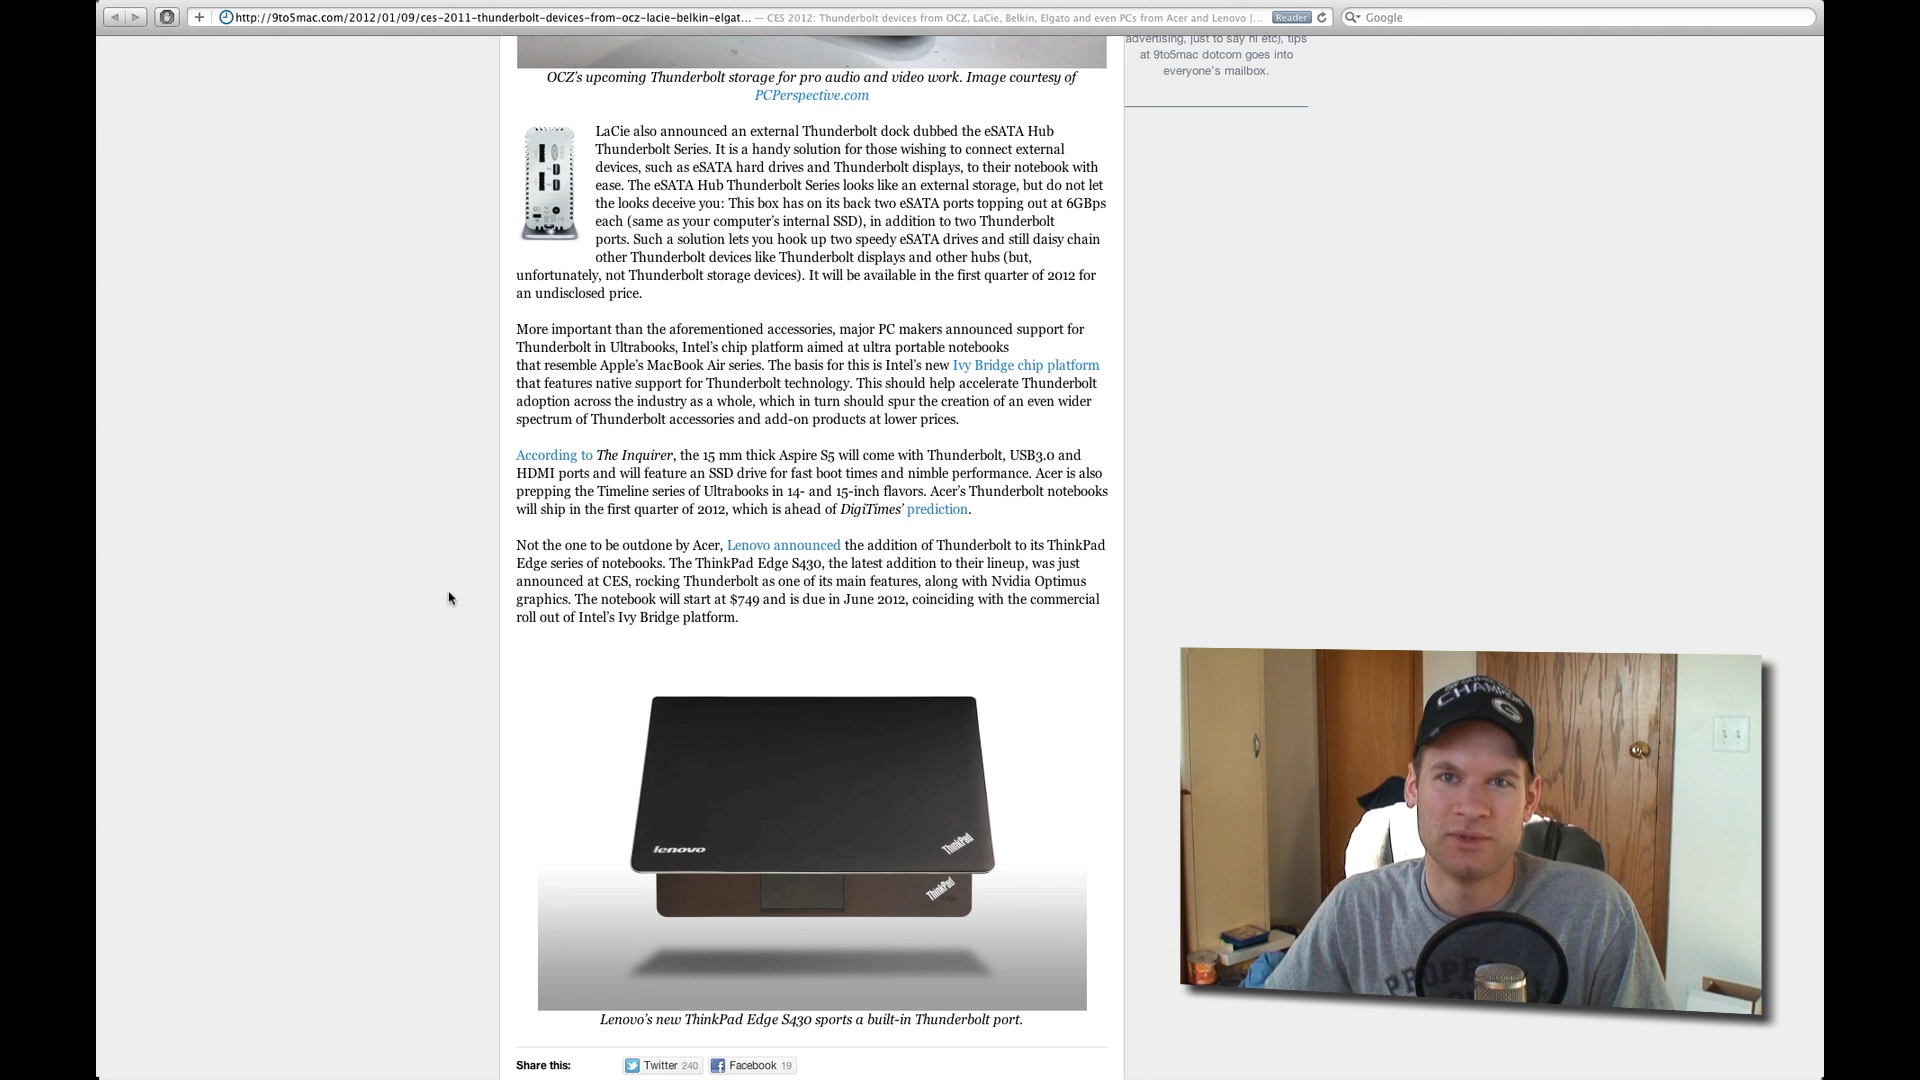 http://9to5mac.com/2012/01/09/ces-2011-thunderbolt-devices-from-ocz-lacie-belkin-elgat... — CES 2012: Thunderbolt devices from OCZ, LaCie, Belkin, Elgato and even PCs from Acer and Lenovo |... Reader Google
advertising, just to say hi etc), tips
at 9to5mac dotcom goes into
everyone's mailbox.
OCZ's upcoming Thunderbolt storage for pro audio and video work. Image courtesy of
PCPerspective.com
LaCie also announced an external Thunderbolt dock dubbed the eSATA Hub
Thunderbolt Series. It is a handy solution for those wishing to connect external
devices, such as eSATA hard drives and Thunderbolt displays, to their notebook with
ease. The eSATA Hub Thunderbolt Series looks like an external storage, but do not let
the looks deceive you: This box has on its back two eSATA ports topping out at 6GBps
each (same as your computer's internal SSD), in addition to two Thunderbolt
ports. Such a solution lets you hook up two speedy eSATA drives and still daisy chain
other Thunderbolt devices like Thunderbolt displays and other hubs (but,
unfortunately, not Thunderbolt storage devices). It will be available in the first quarter of 2012 for
an undisclosed price.
More important than the aforementioned accessories, major PC makers announced support for
Thunderbolt in Ultrabooks, Intel's chip platform aimed at ultra portable notebooks
that resemble Apple's MacBook Air series. The basis for this is Intel's new Ivy Bridge chip platform
that features native support for Thunderbolt technology. This should help accelerate Thunderbolt
adoption across the industry as a whole, which in turn should spur the creation of an even wider
spectrum of Thunderbolt accessories and add-on products at lower prices.
According to The Inquirer, the 15 mm thick Aspire S5 will come with Thunderbolt, USB3.0 and
HDMI ports and will feature an SSD drive for fast boot times and nimble performance. Acer is also
prepping the Timeline series of Ultrabooks in 14- and 15-inch flavors. Acer's Thunderbolt notebooks
will ship in the first quarter of 2012, which is ahead of DigiTimes' prediction.
Not the one to be outdone by Acer, Lenovo announced the addition of Thunderbolt to its ThinkPad
Edge series of notebooks. The ThinkPad Edge S430, the latest addition to their lineup, was just
announced at CES, rocking Thunderbolt as one of its main features, along with Nvidia Optimus
graphics. The notebook will start at $749 and is due in June 2012, coinciding with the commercial
roll out of Intel's Ivy Bridge platform.
lenovo
ThinkPad
ThinkPad
Lenovo's new ThinkPad Edge S430 sports a built-in Thunderbolt port.
Share this: Twitter 240 Facebook 19
G